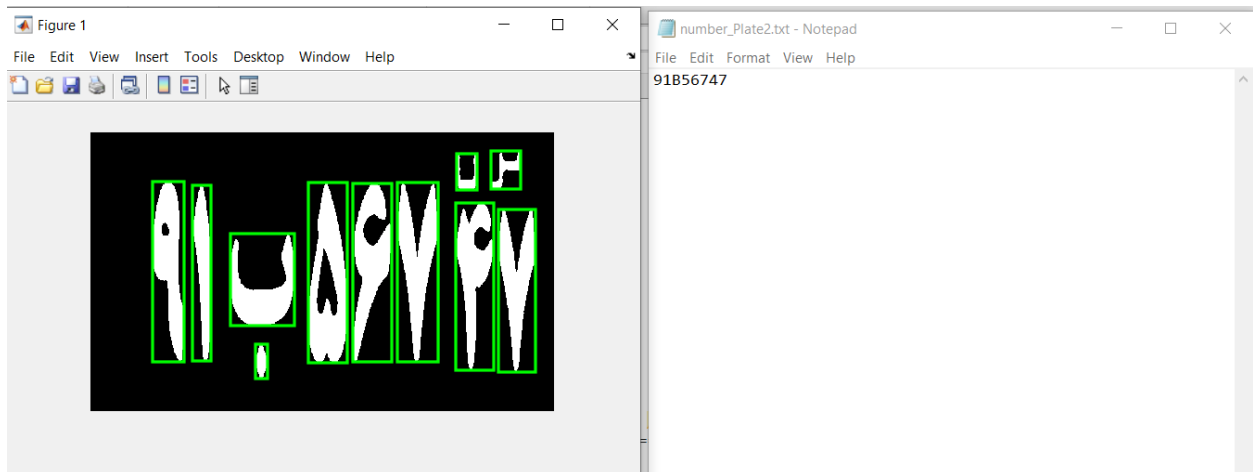 Figure 1
File Edit View Insert Tools Desktop Window Help
۹۱ ب ۵۶۷ ۴۷
number_Plate2.txt - Notepad
File Edit Format View Help
91B56747